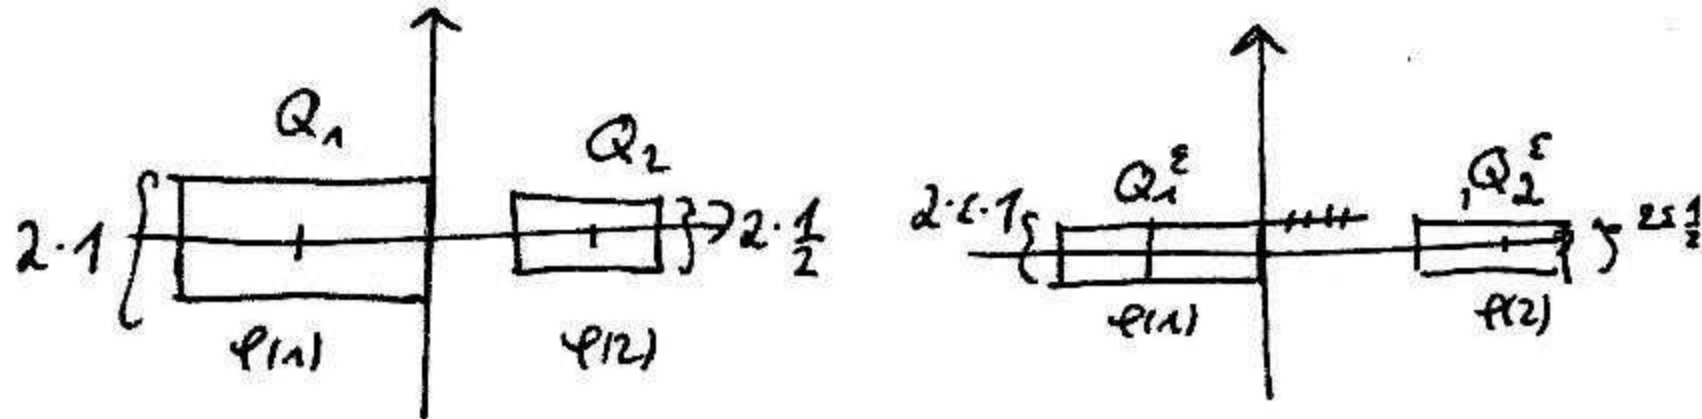 Q₁
Q₂
2·1
2·½
φ(1)
φ(2)
Q₁^ε
Q₂^ε
2·ε·1
2ε½
φ(1)
φ(2)